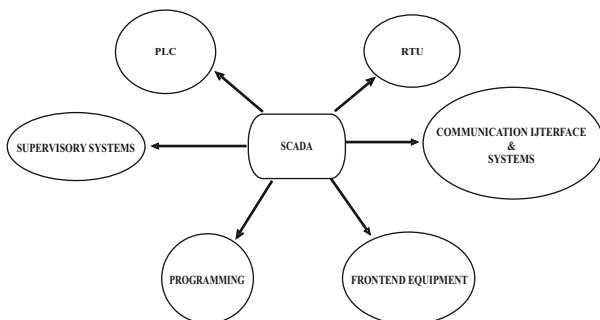 PLC
RTU
SUPERVISORY SYSTEMS
SCADA
COMMUNICATION IJTERFACE
&
SYSTEMS
PROGRAMMING
FRONTEND EQUIPMENT